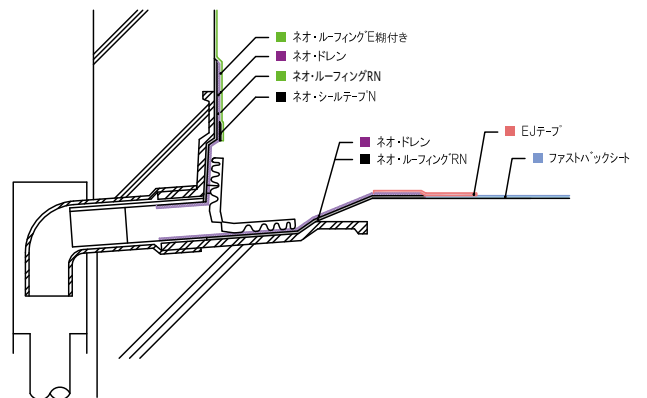 ネオ・ルーフィングE糊付き
ネオ・ドレン
ネオ・ルーフィングRN
ネオ・シールテープN
ネオ・ドレン
ネオ・ルーフィングRN
EJテープ
ファストバックシート